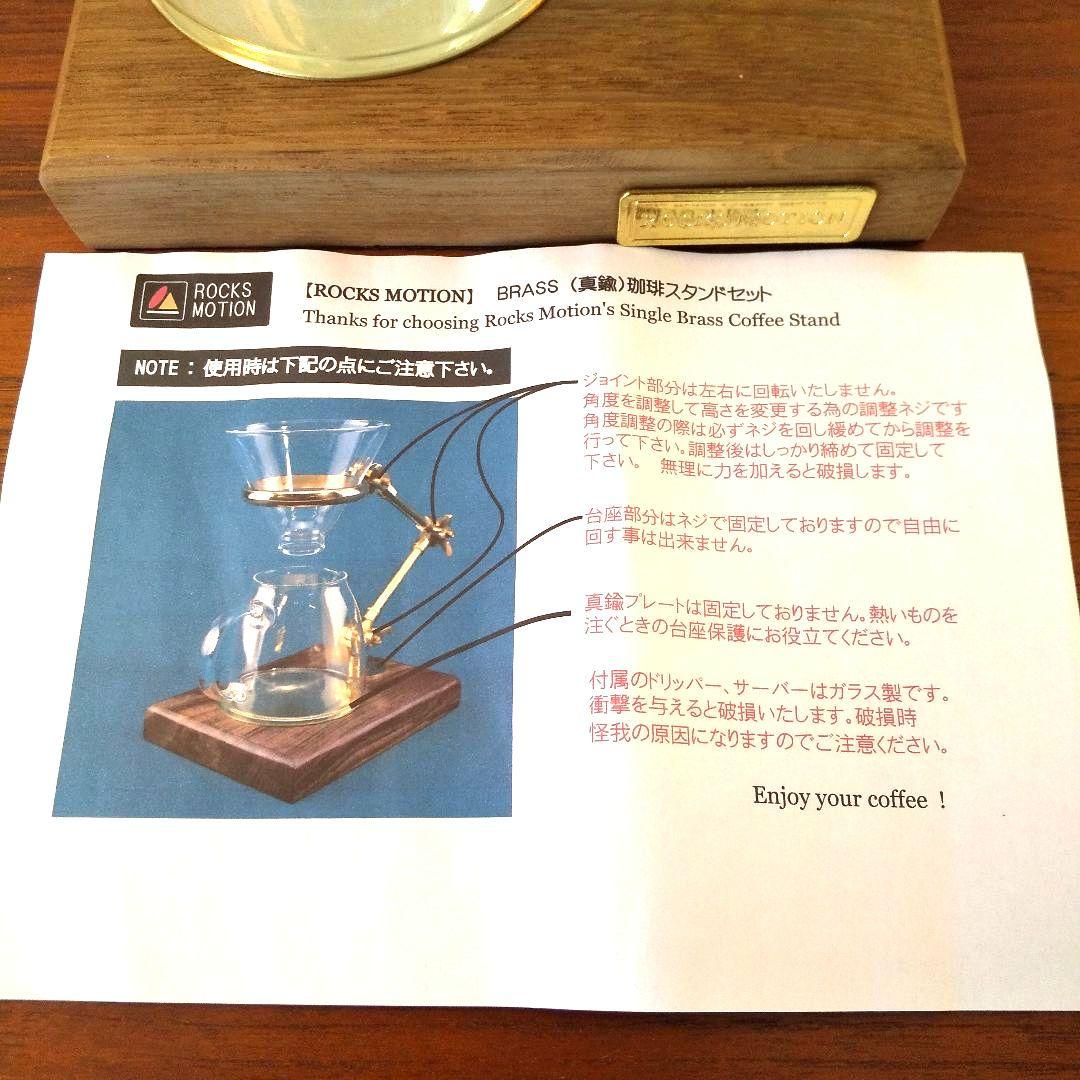 ROCKS MOTION
ROCKS
MOTION
【ROCKS MOTION】 BRASS (真鍮)珈琲スタンドセット
Thanks for choosing Rocks Motion's Single Brass Coffee Stand
NOTE : 使用時は下記の点にご注意下さい。
ジョイント部分は左右に回転いたしません。
角度を調整して高さを変更する為の調整ネジです
角度調整の際は必ずネジを回し緩めてから調整を
行って下さい。調整後はしっかり締めて固定して
下さい。 無理に力を加えると破損します。
台座部分はネジで固定しておりますので自由に
回す事は出来ません。
真鍮プレートは固定しておりません。熱いものを
注ぐときの台座保護にお役立てください。
付属のドリッパー、サーバーはガラス製です。
衝撃を与えると破損いたします。破損時
怪我の原因になりますのでご注意ください。
Enjoy your coffee !